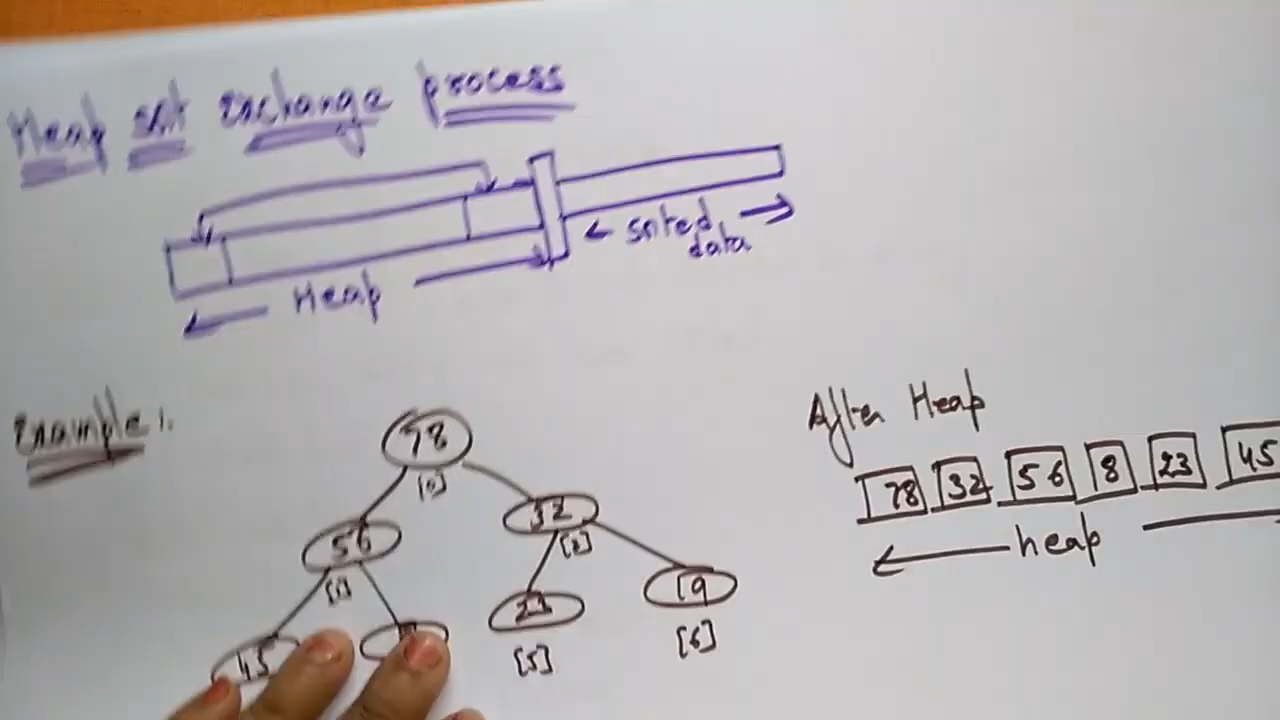 Heap sort exchange process
sorted
data
Heap
Example:
78
[0]
56
32
[1]
[2]
45
23
19
[5]
[6]
After Heap
78 32 56 8 23 45
heap